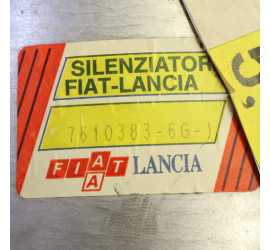 SILENZIATOR
FIAT-LANCIA
7610383-6G-1
FIAT LANCIA
A